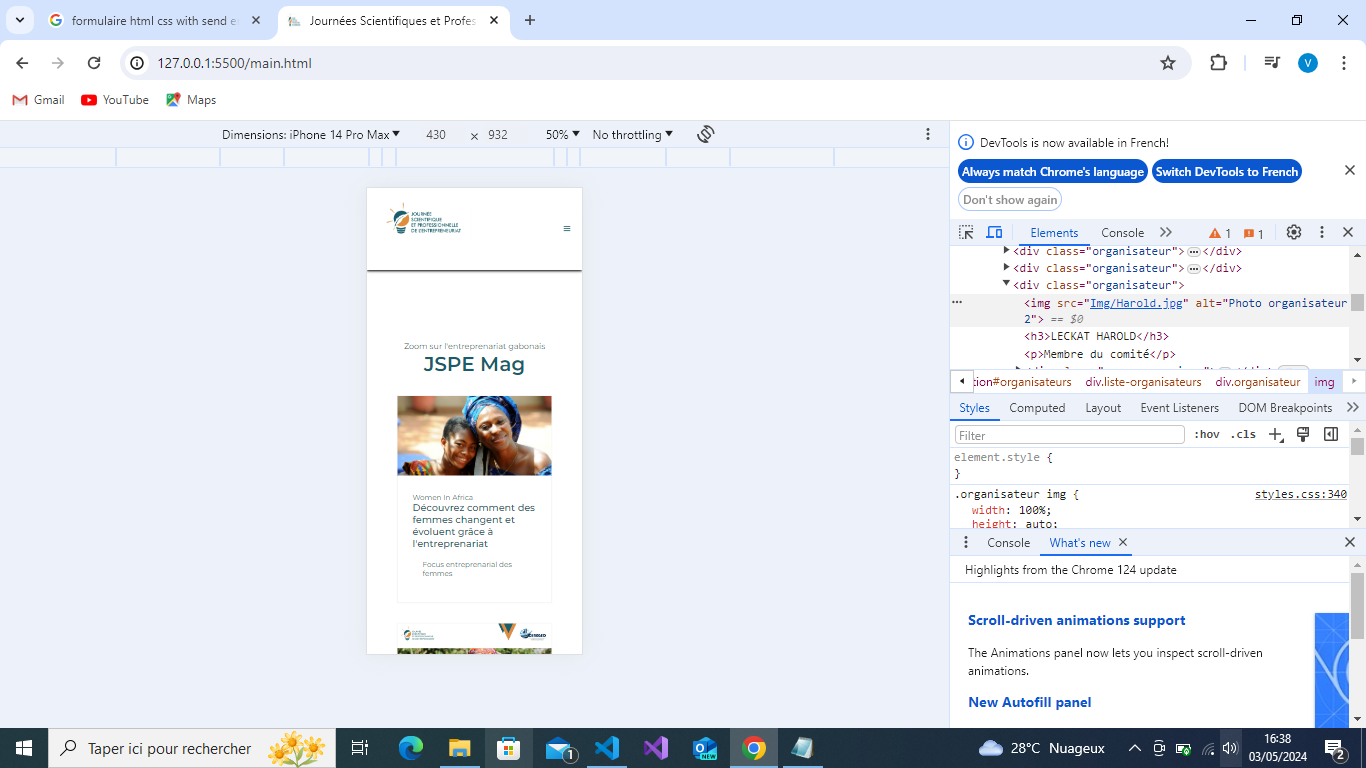 formulaire html css with send e
Journées Scientifiques et Profes
127.0.0.1:5500/main.html
V
Gmail
YouTube
Maps
Dimensions: iPhone 14 Pro Max
430 × 932
50%
No throttling
JOURNÉE
SCIENTIFIQUE
ET PROFESSIONNELLE
DE L'ENTREPRENEURIAT
Zoom sur l'entreprenariat gabonais
JSPE Mag
Women in Africa
Découvrez comment des
femmes changent et
évoluent grâce à
l'entreprenariat
Focus entreprenarial des
femmes
DevTools is now available in French!
Always match Chrome's language
Switch DevTools to French
Don't show again
Elements
Console
1
1
<div class="organisateur"> … </div>
<div class="organisateur"> … </div>
<div class="organisateur">
<img src="Img/Harold.jpg" alt="Photo organisateur
2"> == $0
<h3>LECKAT HAROLD</h3>
<p>Membre du comité</p>
tion#organisateurs
div.liste-organisateurs
div.organisateur
img
Styles
Computed
Layout
Event Listeners
DOM Breakpoints
Filter
:hov
.cls
element.style {
}
.organisateur img {
styles.css:340
width: 100%;
height: auto;
Console
What's new
Highlights from the Chrome 124 update
Scroll-driven animations support
The Animations panel now lets you inspect scroll-driven
animations.
New Autofill panel
Taper ici pour rechercher
1
NEW
28°C Nuageux
16:38
03/05/2024
2